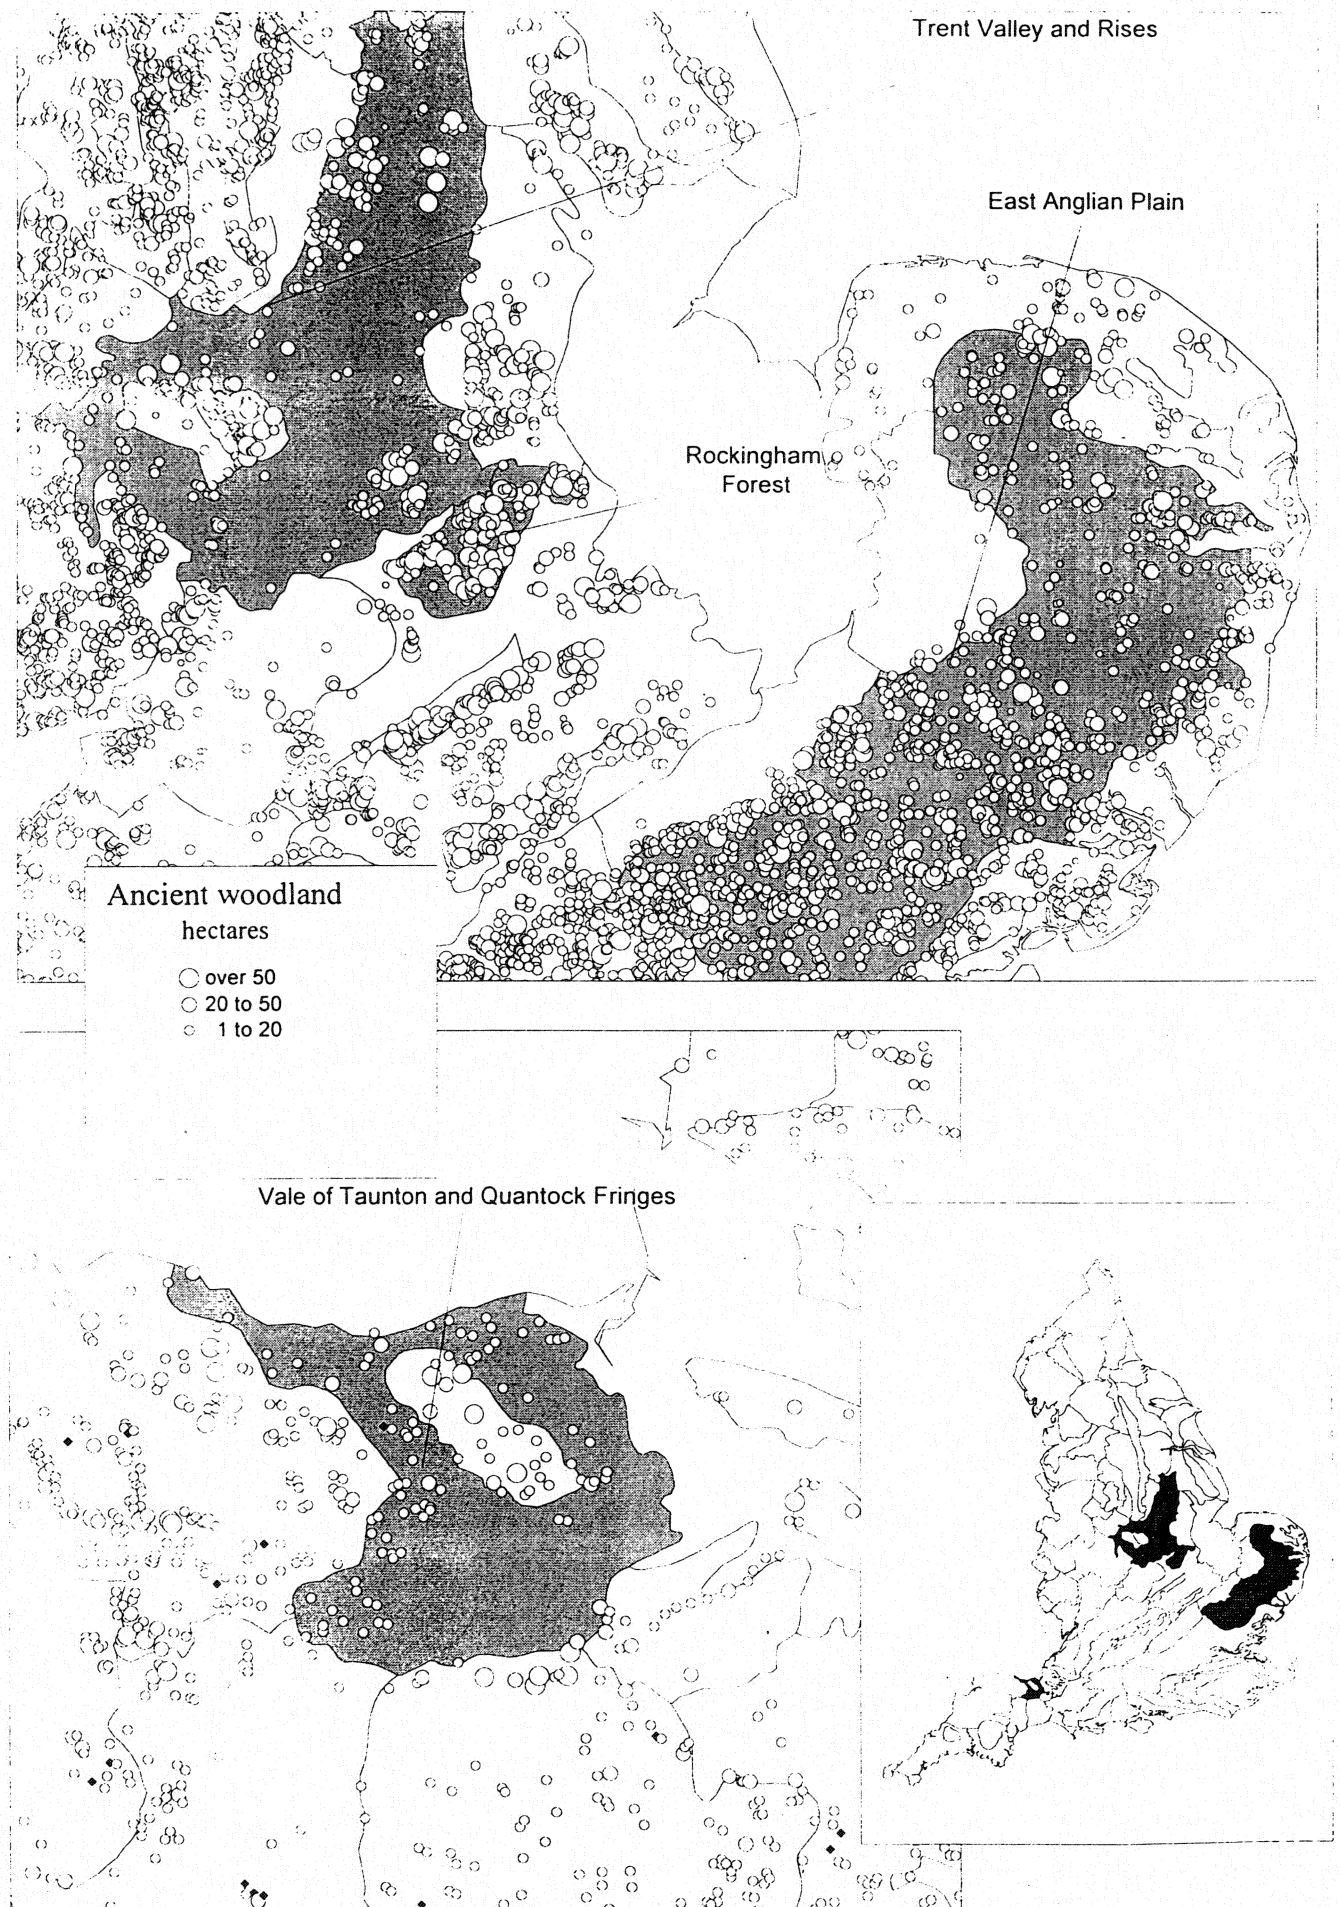 Trent Valley and Rises
East Anglian Plain
Rockingham
Forest
Ancient woodland
hectares
over 50
20 to 50
1 to 20
Vale of Taunton and Quantock Fringes